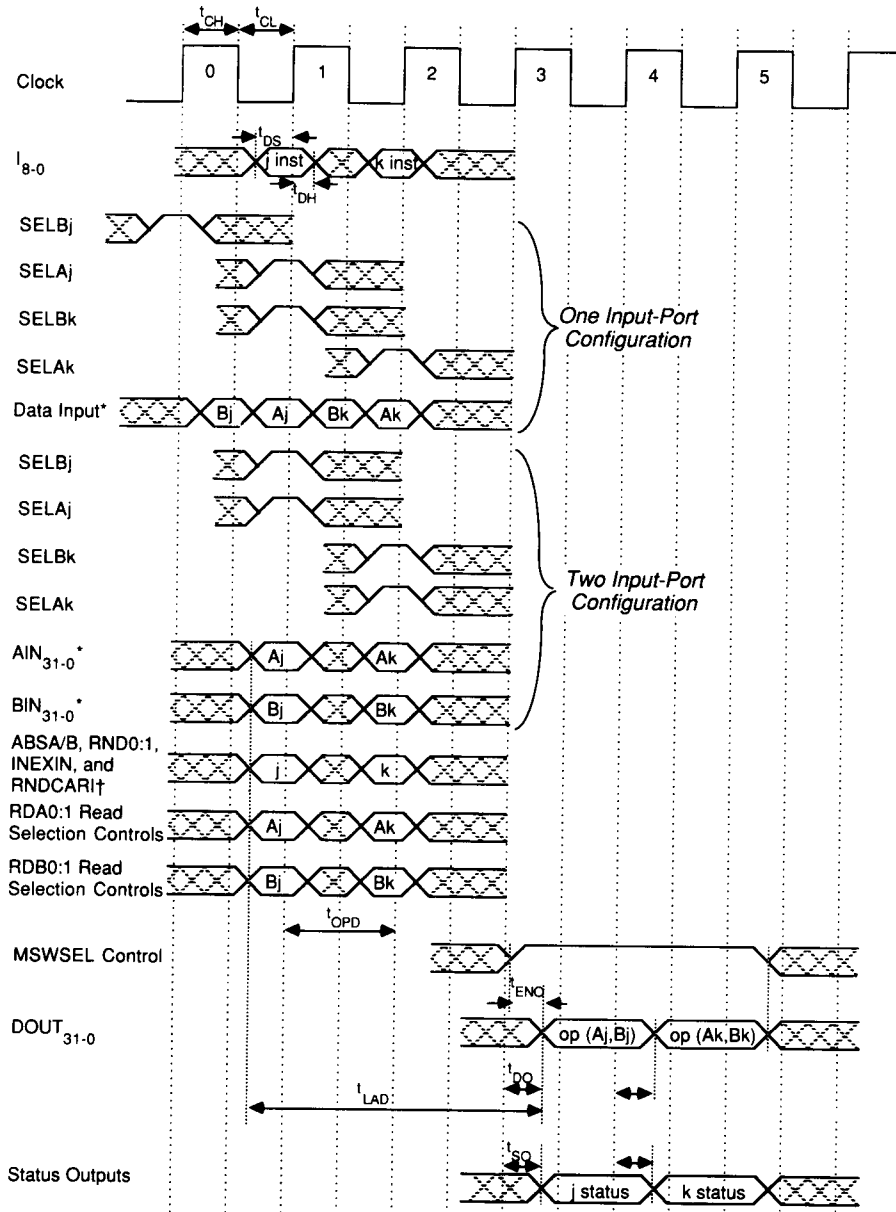 tCH tCL
Clock 0 1 2 3 4 5
tDS
I8-0 j inst k inst
tDH
SELBj
SELAj
SELBk
One Input-Port
Configuration
SELAk
Data Input* Bj Aj Bk Ak
SELBj
SELAj
SELBk
Two Input-Port
Configuration
SELAk
AIN31-0* Aj Ak
BIN31-0* Bj Bk
ABSA/B, RND0:1,
INEXIN, and
RNDCARI† j k
RDA0:1 Read
Selection Controls Aj Ak
RDB0:1 Read
Selection Controls Bj Bk
tOPD
MSWSEL Control
tENO
DOUT31-0 op (Aj,Bj) op (Ak,Bk)
tDO
tLAD
tSO
Status Outputs j status k status